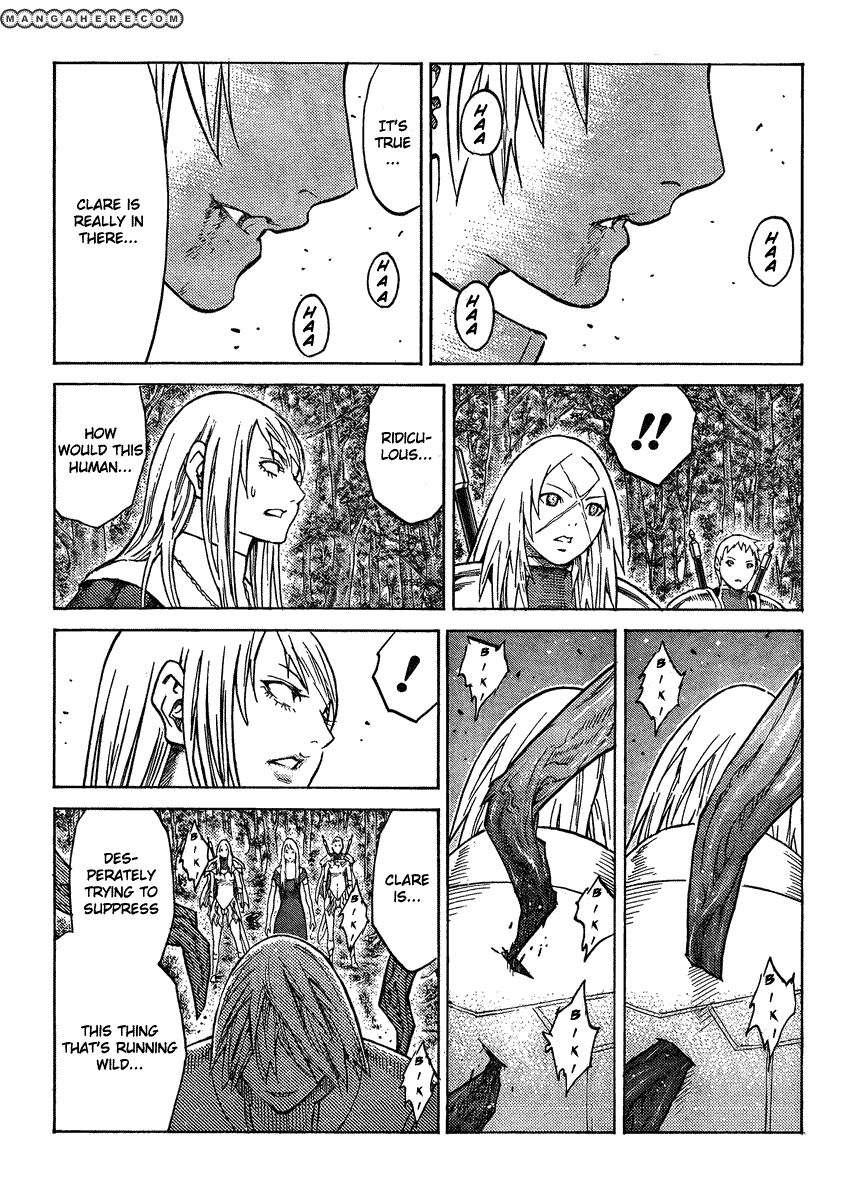 MANGAHERE.COM
HAA
HAA
HAA
IT'S
TRUE
...
CLARE IS
REALLY IN
THERE...
HAA
HAA
!!
RIDICU-
LOUS...
HOW
WOULD THIS
HUMAN...
BIKI
BIKI
BIKI
BIKI
BIKI
BIKI
!
CLARE
IS...
DES-
PERATELY
TRYING TO
SUPPRESS
THIS THING
THAT'S RUNNING
WILD...
BIKI
BIKI
BIKI